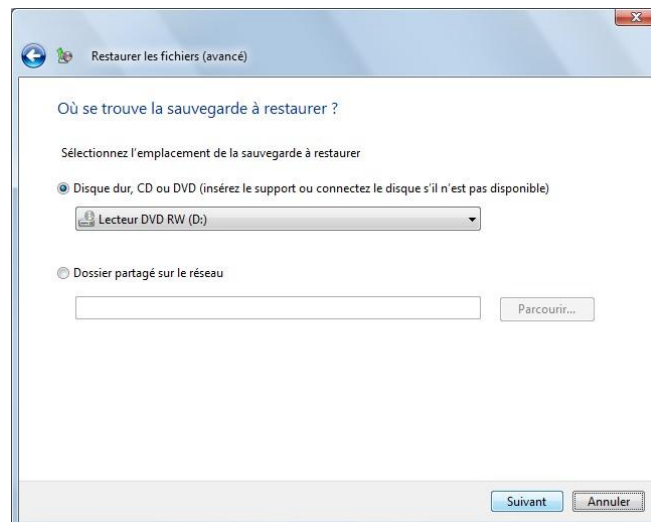 Restaurer les fichiers (avancé)
Où se trouve la sauvegarde à restaurer ?
Sélectionnez l'emplacement de la sauvegarde à restaurer
Disque dur, CD ou DVD (insérez le support ou connectez le disque s'il n'est pas disponible)
Lecteur DVD RW (D:)
Dossier partagé sur le réseau
Parcourir...
Suivant
Annuler